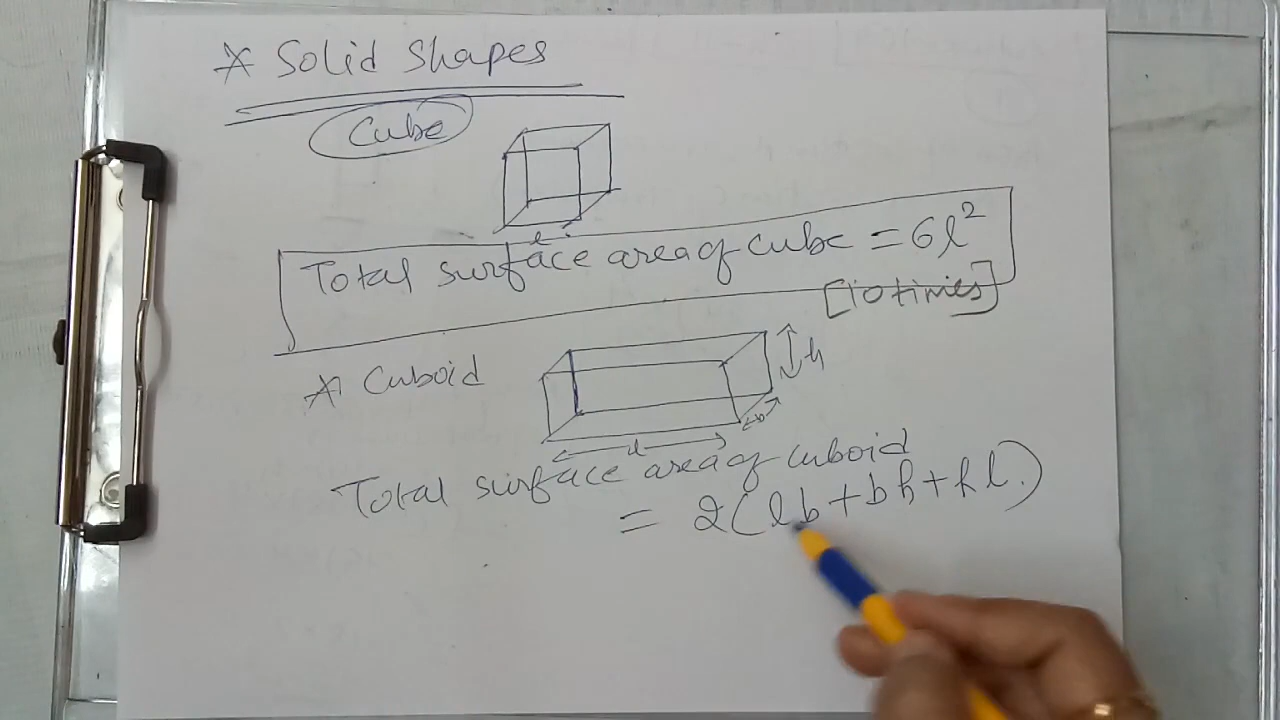 * Solid Shapes
Cube
l
Total surface area of cube = 6l²
[10 times]
* Cuboid
h
b
l
Total surface area of cuboid
= 2(lb+bh+hl.)